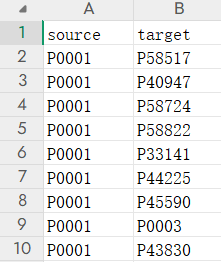 A B
1 source target
2 P0001 P58517
3 P0001 P40947
4 P0001 P58724
5 P0001 P58822
6 P0001 P33141
7 P0001 P44225
8 P0001 P45590
9 P0001 P0003
10 P0001 P43830